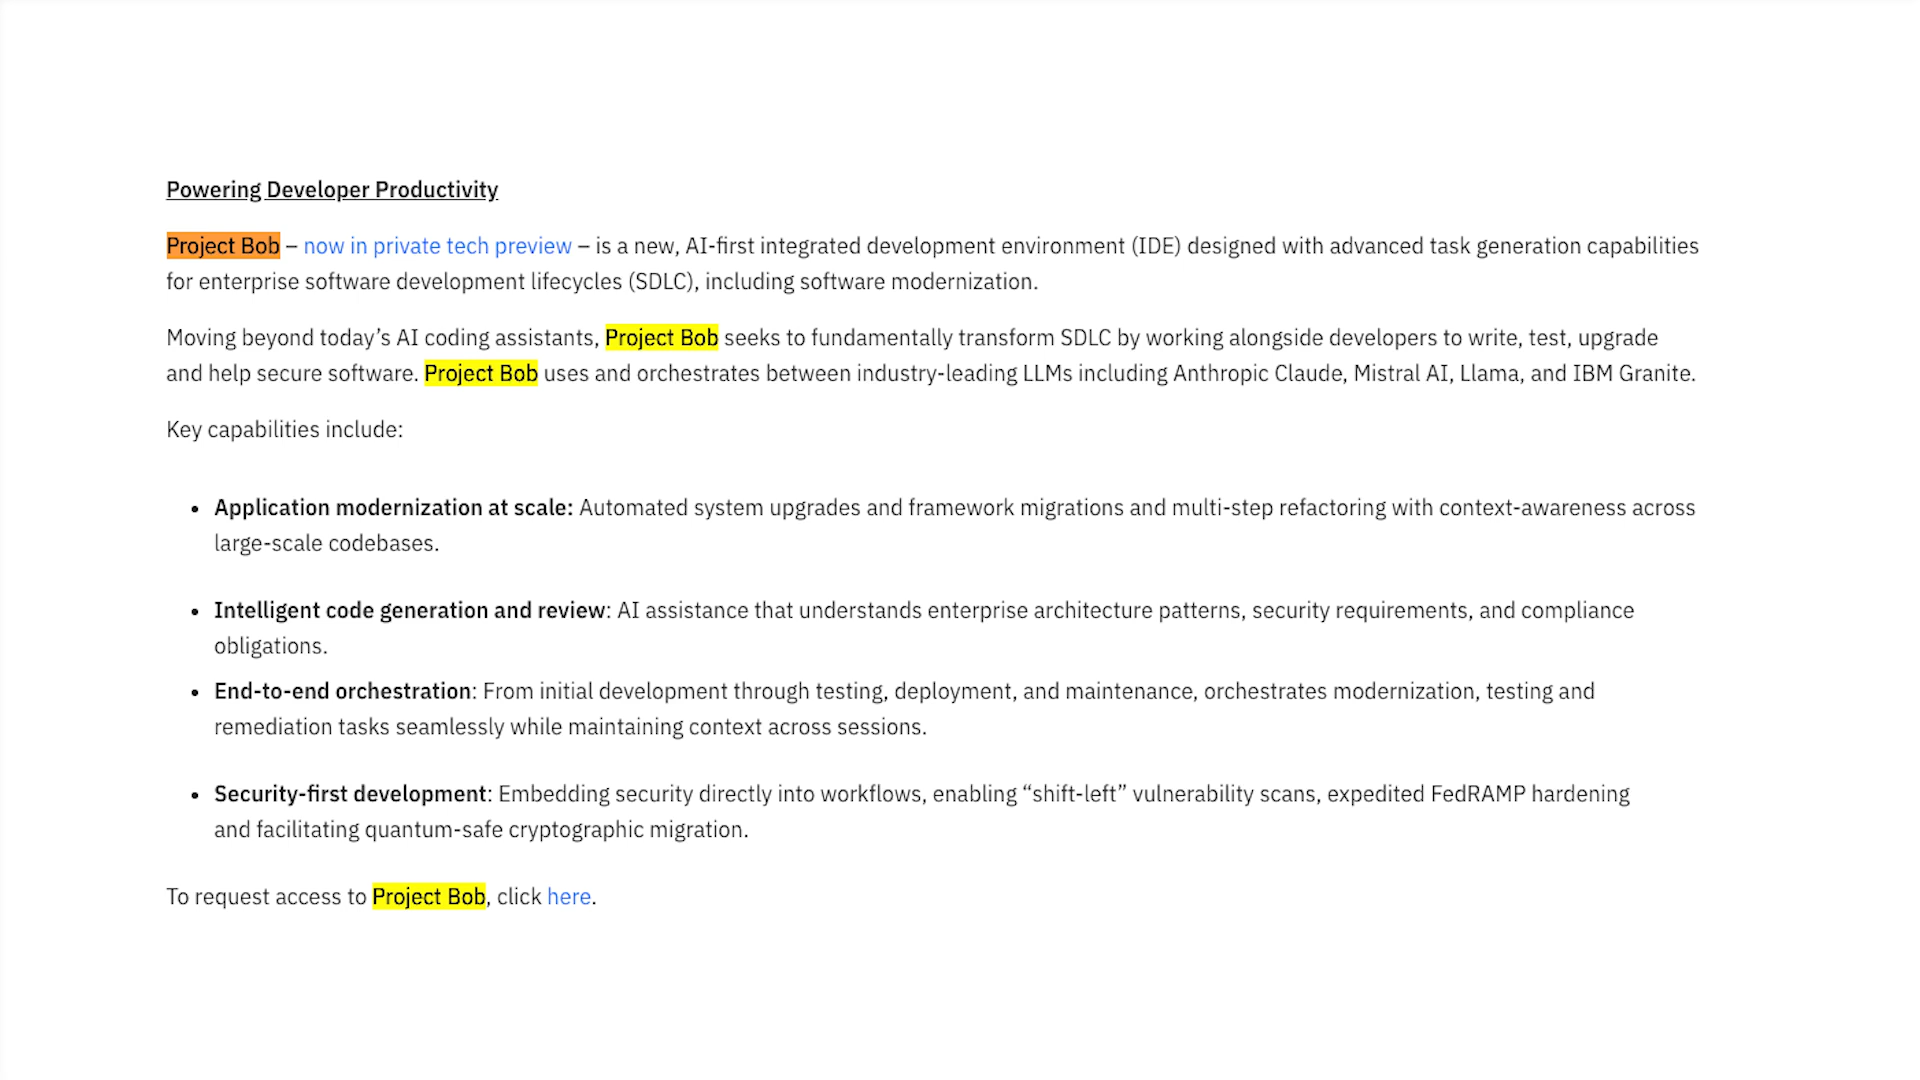 Powering Developer Productivity
Project Bob – now in private tech preview – is a new, AI-first integrated development environment (IDE) designed with advanced task generation capabilities
for enterprise software development lifecycles (SDLC), including software modernization.
Moving beyond today’s AI coding assistants, Project Bob seeks to fundamentally transform SDLC by working alongside developers to write, test, upgrade
and help secure software. Project Bob uses and orchestrates between industry-leading LLMs including Anthropic Claude, Mistral AI, Llama, and IBM Granite.
Key capabilities include:
• Application modernization at scale: Automated system upgrades and framework migrations and multi-step refactoring with context-awareness across
large-scale codebases.
• Intelligent code generation and review: AI assistance that understands enterprise architecture patterns, security requirements, and compliance
obligations.
• End-to-end orchestration: From initial development through testing, deployment, and maintenance, orchestrates modernization, testing and
remediation tasks seamlessly while maintaining context across sessions.
• Security-first development: Embedding security directly into workflows, enabling “shift-left” vulnerability scans, expedited FedRAMP hardening
and facilitating quantum-safe cryptographic migration.
To request access to Project Bob, click here.